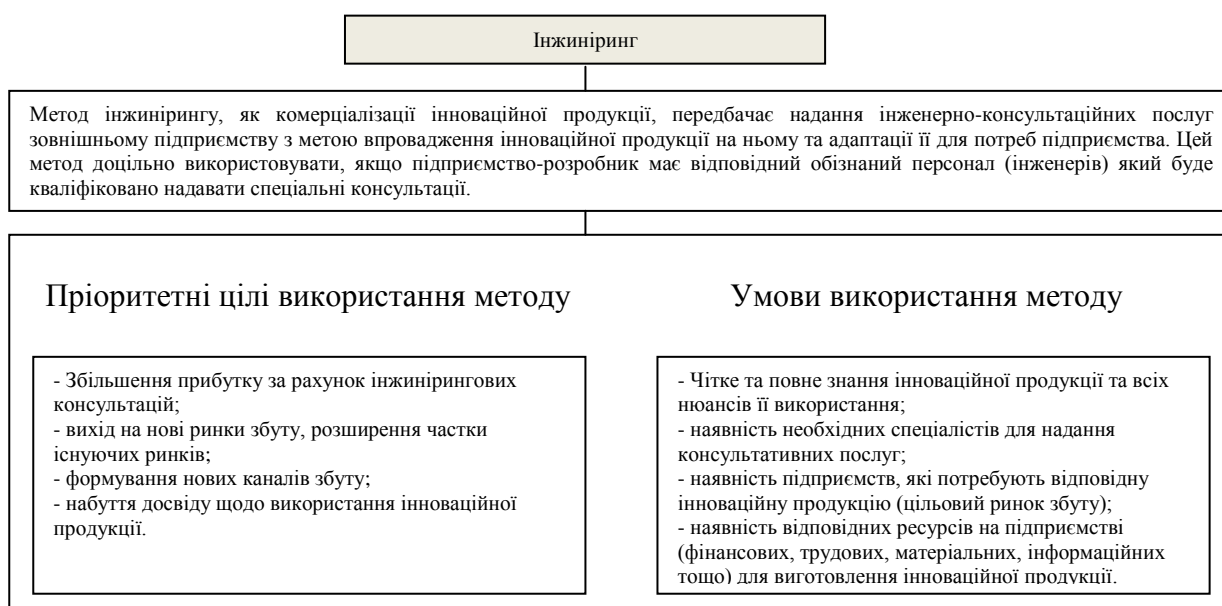 Інжиніринг
Метод інжинірингу, як комерціалізації інноваційної продукції, передбачає надання інженерно-консультаційних послуг
зовнішньому підприємству з метою впровадження інноваційної продукції на ньому та адаптації її для потреб підприємства. Цей
метод доцільно використовувати, якщо підприємство-розробник має відповідний обізнаний персонал (інженерів) який буде
кваліфіковано надавати спеціальні консультації.
Пріоритетні цілі використання методу
- Збільшення прибутку за рахунок інжинірингових
консультацій;
- вихід на нові ринки збуту, розширення частки
існуючих ринків;
- формування нових каналів збуту;
- набуття досвіду щодо використання інноваційної
продукції.
Умови використання методу
- Чітке та повне знання інноваційної продукції та всіх
нюансів її використання;
- наявність необхідних спеціалістів для надання
консультативних послуг;
- наявність підприємств, які потребують відповідну
інноваційну продукцію (цільовий ринок збуту);
- наявність відповідних ресурсів на підприємстві
(фінансових, трудових, матеріальних, інформаційних
тощо) для виготовлення інноваційної продукції.